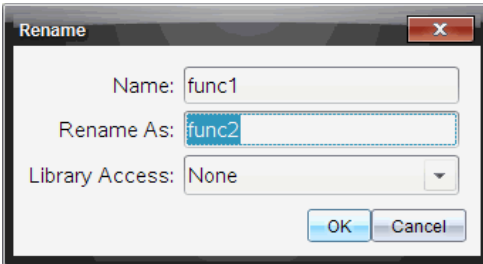 Rename
x
Name: func1
Rename As: func2
Library Access: None
OK Cancel